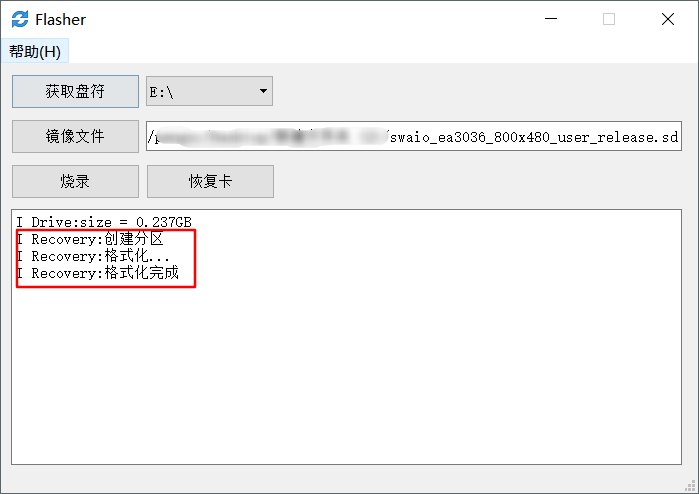 Flasher
帮助(H)
获取盘符
E:\
镜像文件
/swaio_ea3036_800x480_user_release.sd
烧录
恢复卡
I Drive:size = 0.237GB
I Recovery:创建分区
I Recovery:格式化...
I Recovery:格式化完成